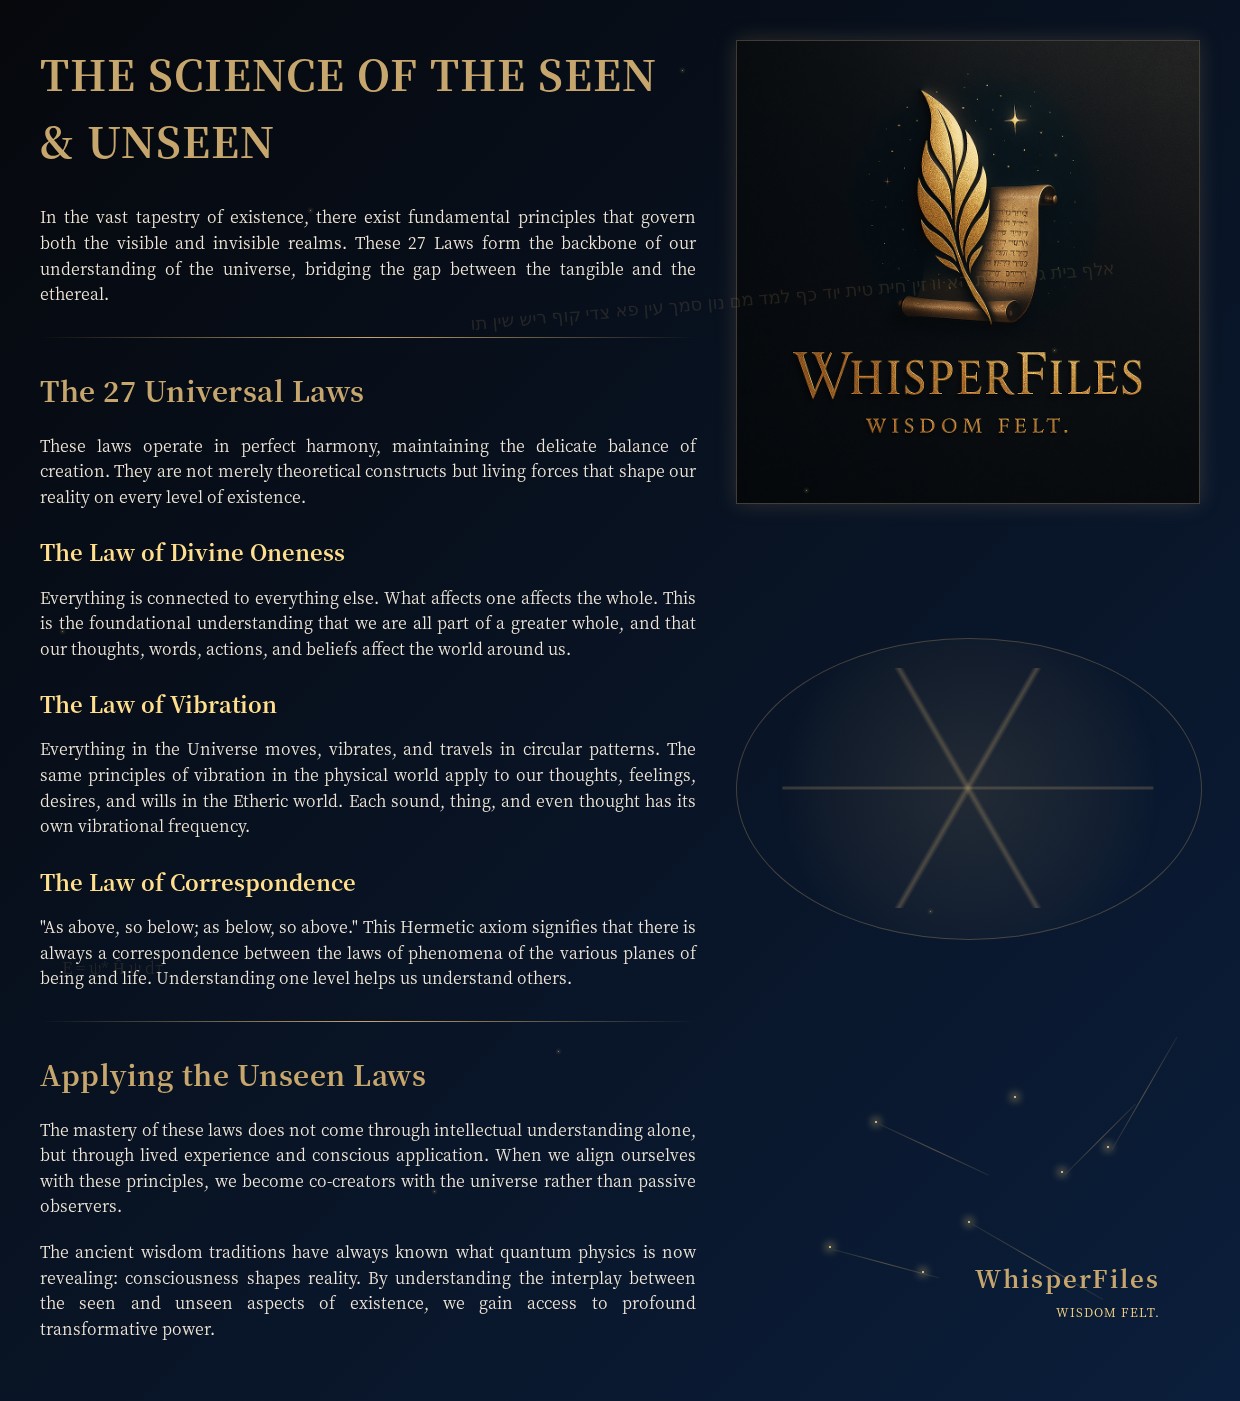 THE SCIENCE OF THE SEEN
& UNSEEN
In the vast tapestry of existence, there exist fundamental principles that govern
both the visible and invisible realms. These 27 Laws form the backbone of our
understanding of the universe, bridging the gap between the tangible and the
ethereal.
The 27 Universal Laws
These laws operate in perfect harmony, maintaining the delicate balance of
creation. They are not merely theoretical constructs but living forces that shape our
reality on every level of existence.
The Law of Divine Oneness
Everything is connected to everything else. What affects one affects the whole. This
is the foundational understanding that we are all part of a greater whole, and that
our thoughts, words, actions, and beliefs affect the world around us.
The Law of Vibration
Everything in the Universe moves, vibrates, and travels in circular patterns. The
same principles of vibration in the physical world apply to our thoughts, feelings,
desires, and wills in the Etheric world. Each sound, thing, and even thought has its
own vibrational frequency.
The Law of Correspondence
"As above, so below; as below, so above." This Hermetic axiom signifies that there is
always a correspondence between the laws of phenomena of the various planes of
being and life. Understanding one level helps us understand others.
Applying the Unseen Laws
The mastery of these laws does not come through intellectual understanding alone,
but through lived experience and conscious application. When we align ourselves
with these principles, we become co-creators with the universe rather than passive
observers.
The ancient wisdom traditions have always known what quantum physics is now
revealing: consciousness shapes reality. By understanding the interplay between
the seen and unseen aspects of existence, we gain access to profound
transformative power.
אלף בית וו זין חית טית יוד כף למד מם נון סמך עין פא צדי קוף ריש שין תו
WHISPERFILES
WISDOM FELT.
WhisperFiles
WISDOM FELT.